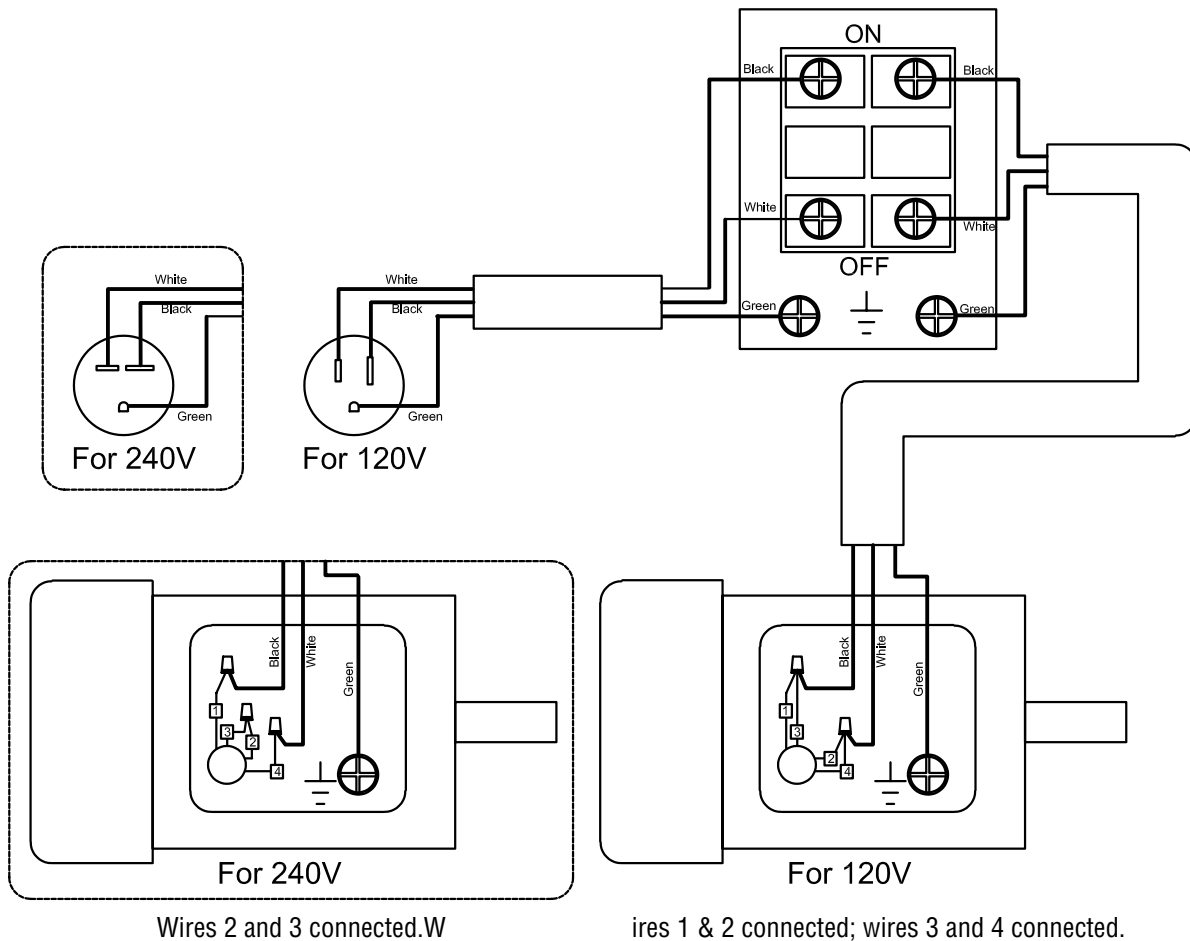 ON
Black
Black
White
White
OFF
Green
Green
White
Black
Green
For 240V
White
Black
Green
For 120V
Black
White
Green
1
3
2
4
For 240V
Black
White
Green
1
3
2
4
For 120V
Wires 2 and 3 connected.W
ires 1 & 2 connected; wires 3 and 4 connected.